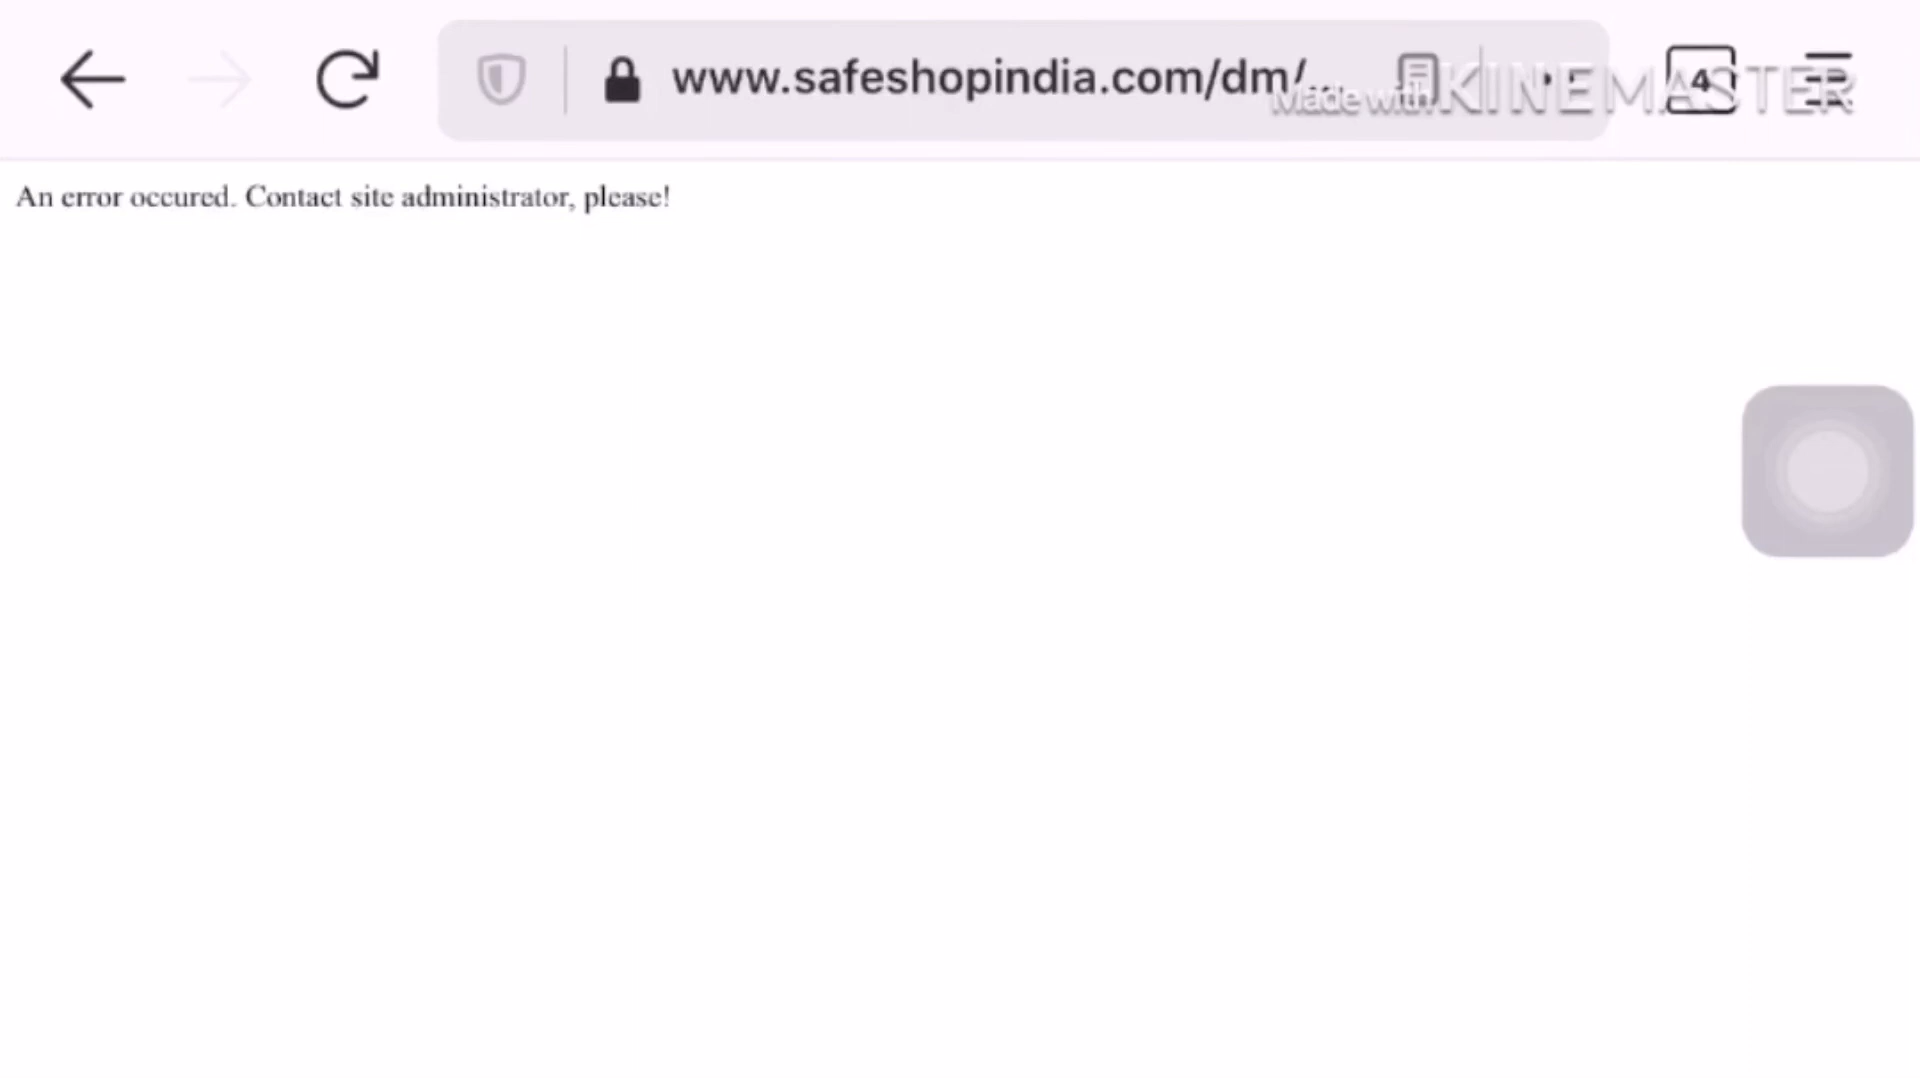 www.safeshopindia.com/dm/...
Made with KINEMASTER
4
An error occured. Contact site administrator, please!